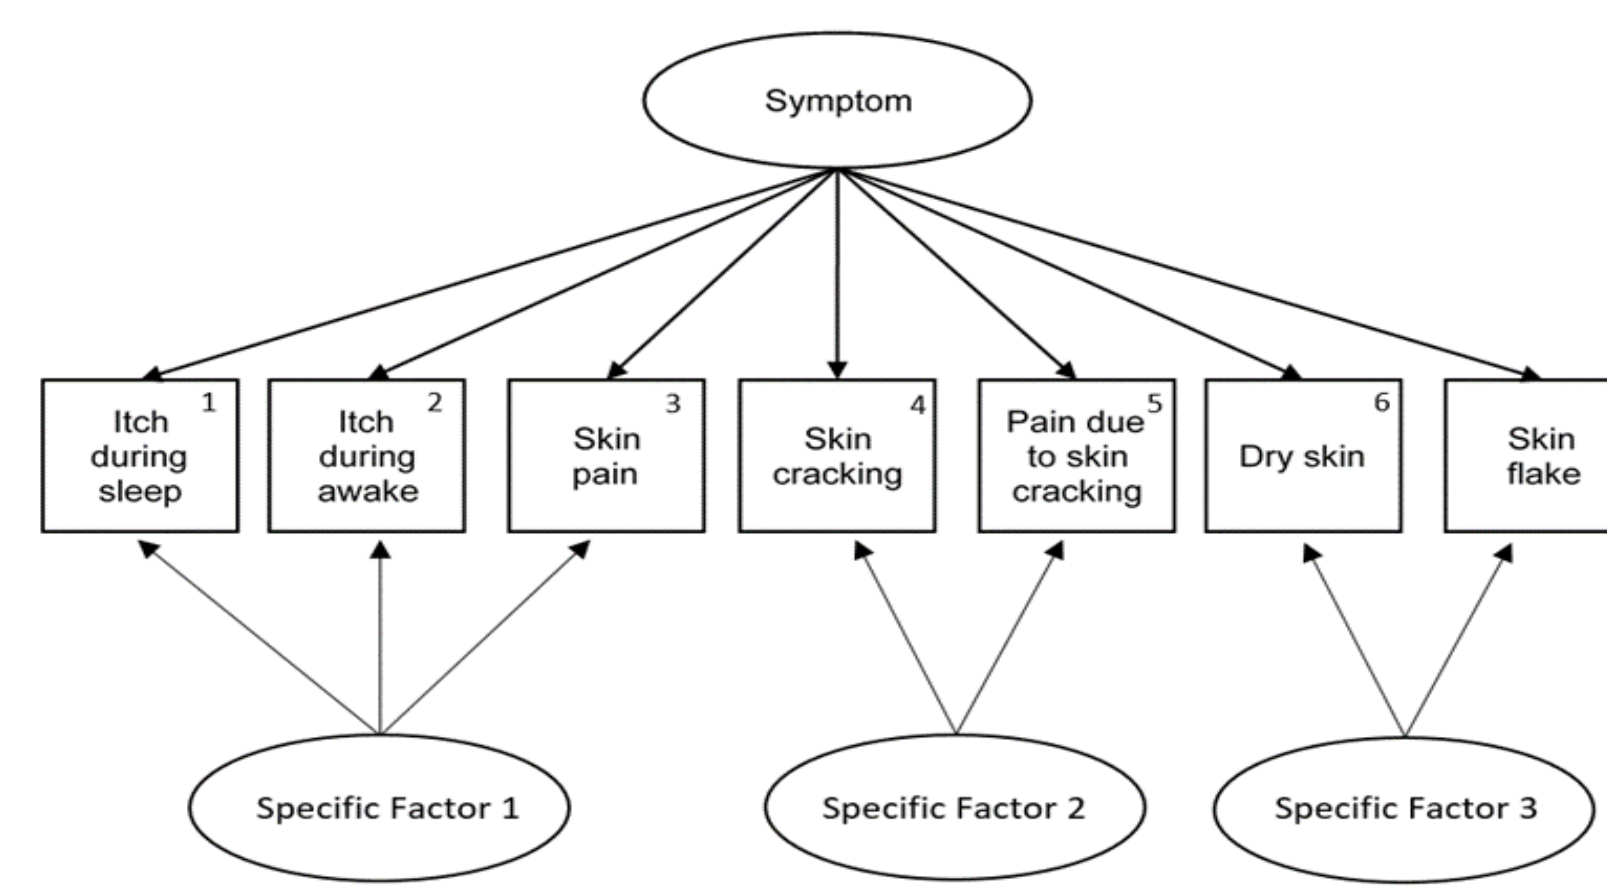 Symptom
1
Itch
during
sleep
2
Itch
during
awake
3
Skin
pain
4
Skin
cracking
5
Pain due
to skin
cracking
6
Dry skin
Skin
flake
Specific Factor 1
Specific Factor 2
Specific Factor 3